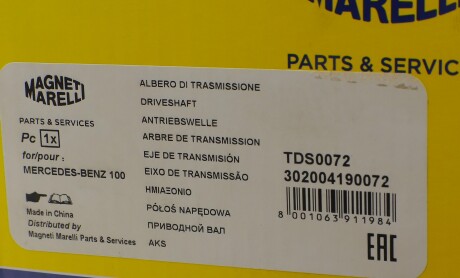 MARELLI
PARTS & SERVIC
MAGNETI
MARELLI
PARTS & SERVICES
Pc 1x
for/pour :
MERCEDES-BENZ 100
Made in China
Distributed by
Magneti Marelli Parts & Services
ALBERO DI TRASMISSIONE
DRIVESHAFT
ANTRIEBSWELLE
ARBRE DE TRANSMISSION
EJE DE TRANSMISIÓN
EIXO DE TRANSMISSÃO
ΗΜΙΑΞΟΝΙΟ
PÓŁOŚ NAPĘDOWA
ПРИВОДНОЙ ВАЛ
AKS
TDS0072
302004190072
8 001063 911984
EAC